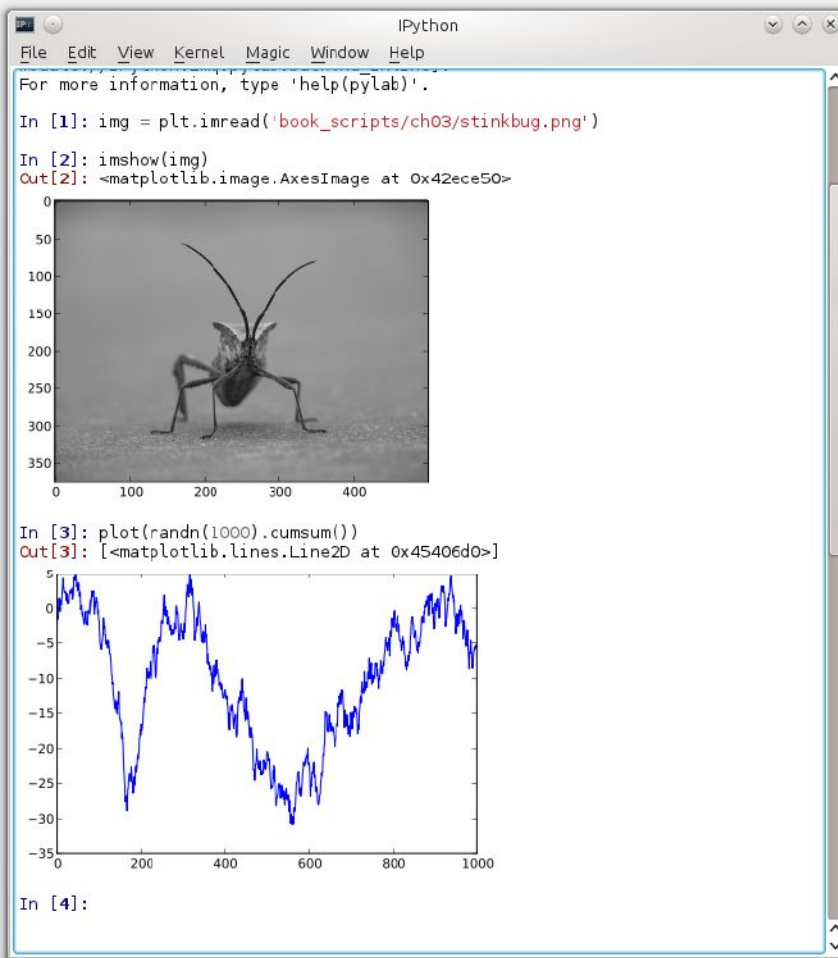 IPython
File Edit View Kernel Magic Window Help
For more information, type 'help(pylab)'.
In [1]: img = plt.imread('book_scripts/ch03/stinkbug.png')
In [2]: imshow(img)
Out[2]: <matplotlib.image.AxesImage at 0x42ece50>
0
50
100
150
200
250
300
350
0 100 200 300 400
In [3]: plot(randn(1000).cumsum())
Out[3]: [<matplotlib.lines.Line2D at 0x45406d0>]
5
0
−5
−10
−15
−20
−25
−30
−35
0 200 400 600 800 1000
In [4]: